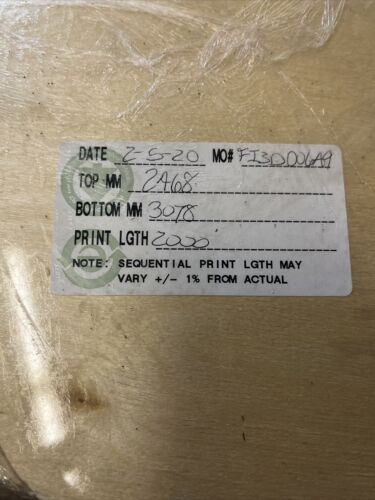 DATE 2-5-20 MO# FI3D006A9
TOP MM 2468
BOTTOM MM 3078
PRINT LGTH 2000'
NOTE: SEQUENTIAL PRINT LGTH MAY
VARY +/- 1% FROM ACTUAL